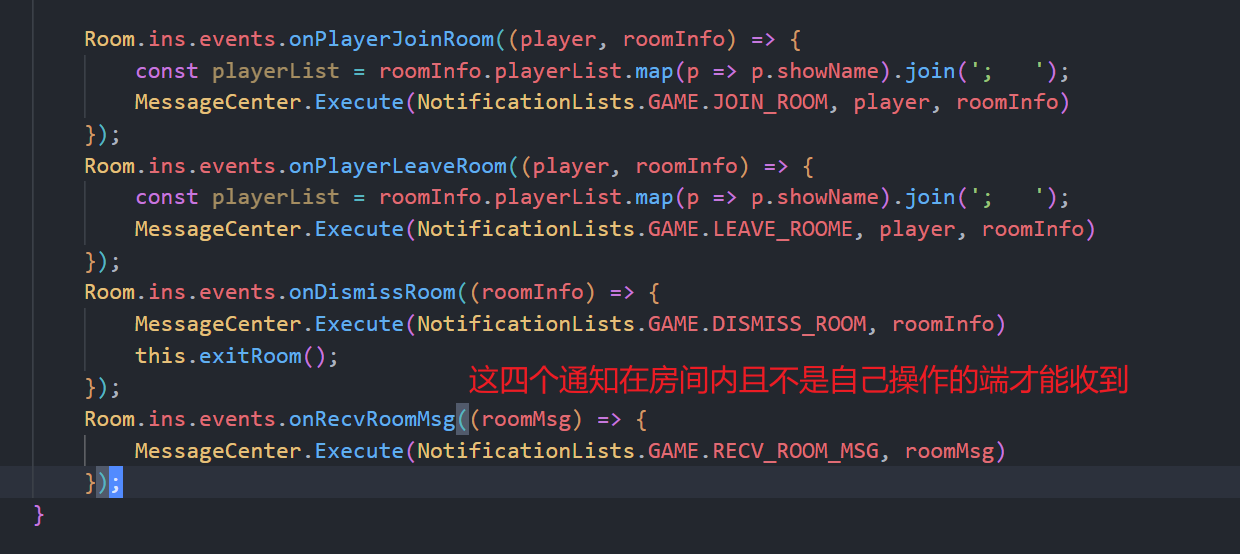 Room.ins.events.onPlayerJoinRoom((player, roomInfo) => {
const playerList = roomInfo.playerList.map(p => p.showName).join(';   ');
MessageCenter.Execute(NotificationLists.GAME.JOIN_ROOM, player, roomInfo)
});
Room.ins.events.onPlayerLeaveRoom((player, roomInfo) => {
const playerList = roomInfo.playerList.map(p => p.showName).join(';   ');
MessageCenter.Execute(NotificationLists.GAME.LEAVE_ROOME, player, roomInfo)
});
Room.ins.events.onDismissRoom((roomInfo) => {
MessageCenter.Execute(NotificationLists.GAME.DISMISS_ROOM, roomInfo)
this.exitRoom();
});
这四个通知在房间内且不是自己操作的端才能收到
Room.ins.events.onRecvRoomMsg((roomMsg) => {
MessageCenter.Execute(NotificationLists.GAME.RECV_ROOM_MSG, roomMsg)
});
}